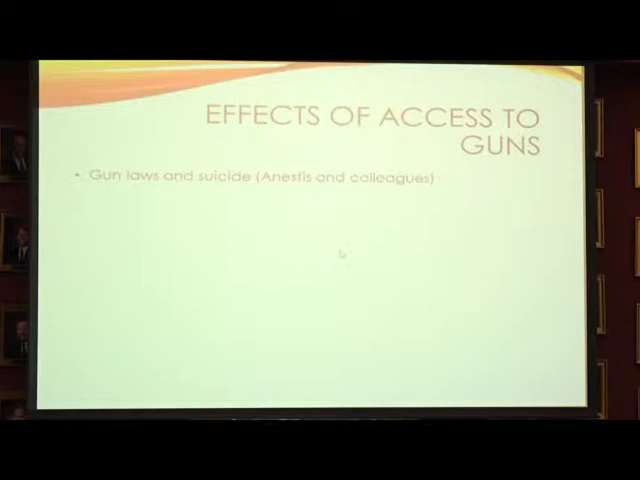 EFFECTS OF ACCESS TO
GUNS
• Gun laws and suicide (Anestis and colleagues)